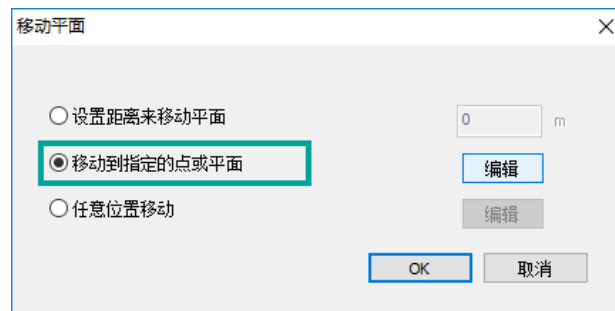 移动平面
设置距离来移动平面 0 m
移动到指定的点或平面 编辑
任意位置移动 编辑
OK 取消